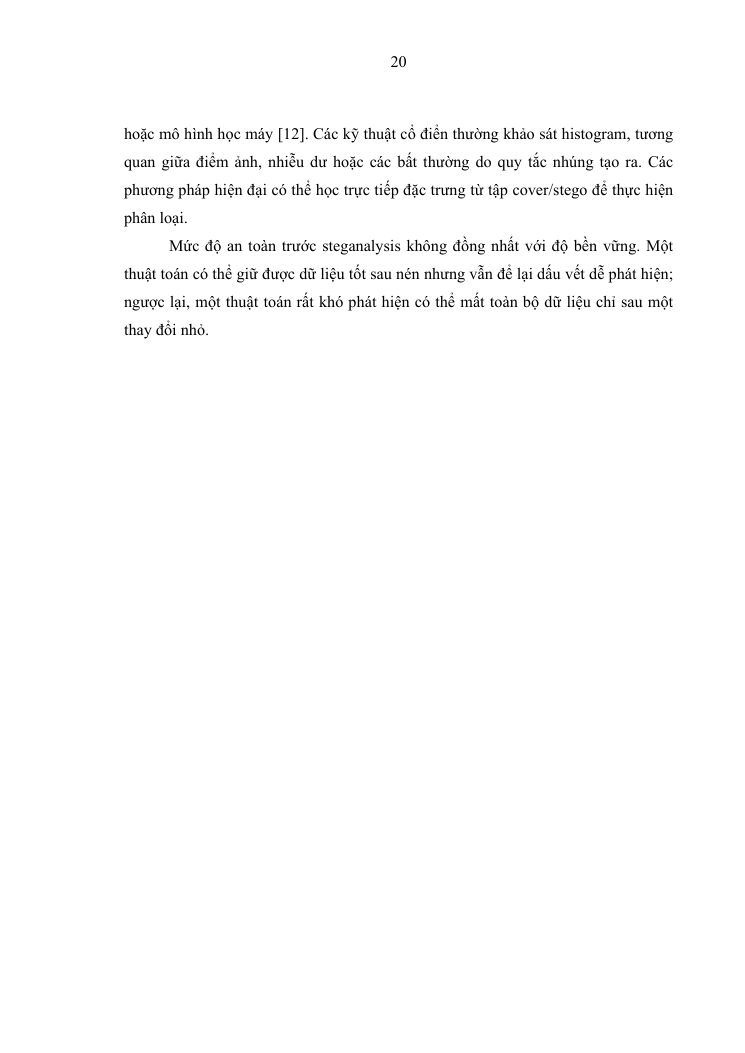 20
hoặc mô hình học máy [12]. Các kỹ thuật cổ điển thường khảo sát histogram, tương
quan giữa điểm ảnh, nhiễu dư hoặc các bất thường do quy tắc nhúng tạo ra. Các
phương pháp hiện đại có thể học trực tiếp đặc trưng từ tập cover/stego để thực hiện
phân loại.
Mức độ an toàn trước steganalysis không đồng nhất với độ bền vững. Một
thuật toán có thể giữ được dữ liệu tốt sau nén nhưng vẫn để lại dấu vết dễ phát hiện;
ngược lại, một thuật toán rất khó phát hiện có thể mất toàn bộ dữ liệu chỉ sau một
thay đổi nhỏ.